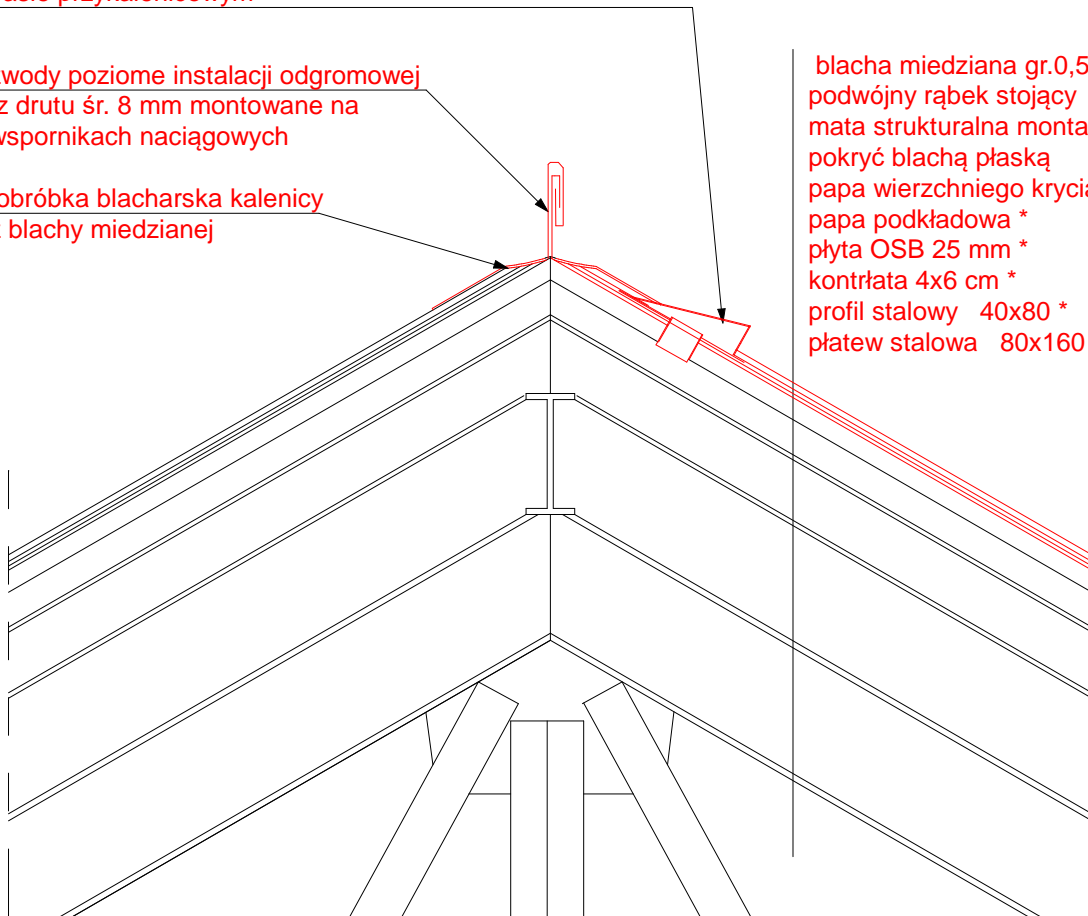 zwody poziome instalacji odgromowej
z drutu śr. 8 mm montowane na
wspornikach naciągowych
obróbka blacharska kalenicy
z blachy miedzianej
blacha miedziana gr.0,5
podwójny rąbek stojący
mata strukturalna monta
pokryć blachą płaską
papa wierzchniego krycia
papa podkładowa *
płyta OSB 25 mm *
kontrłata 4x6 cm *
profil stalowy 40x80 *
płatew stalowa 80x160